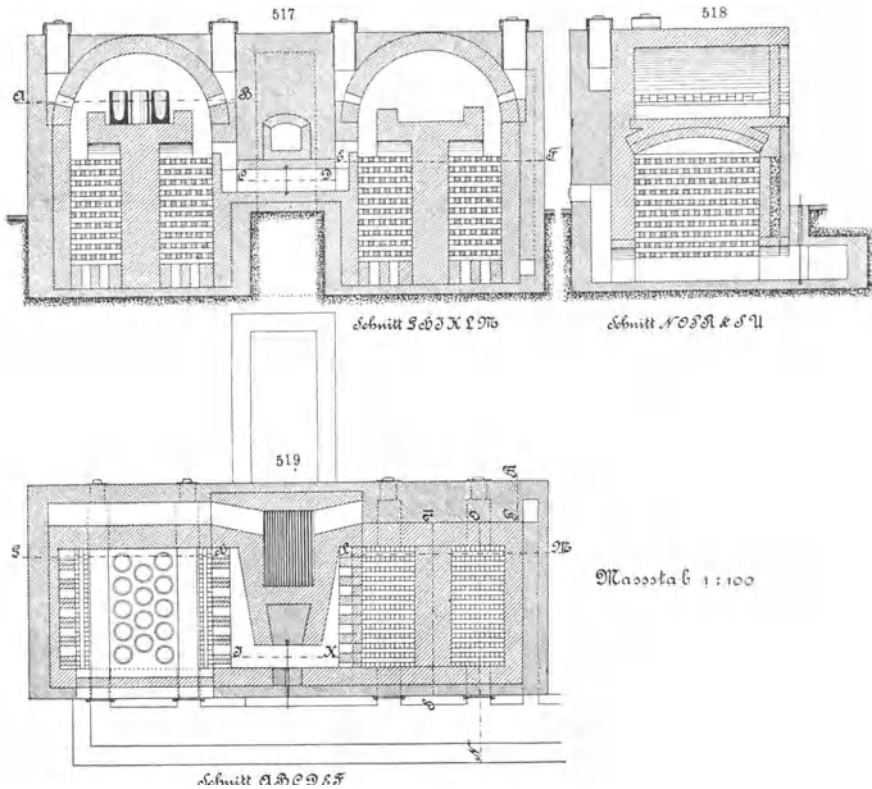 517
518
A
B
C
D
E
F
Schnitt G H J K L M
Schnitt N O P R & S U
519
R
U
O
S
G
H
L
M
J
K
P
N
Massstab 1:100
Schnitt A B C D E F